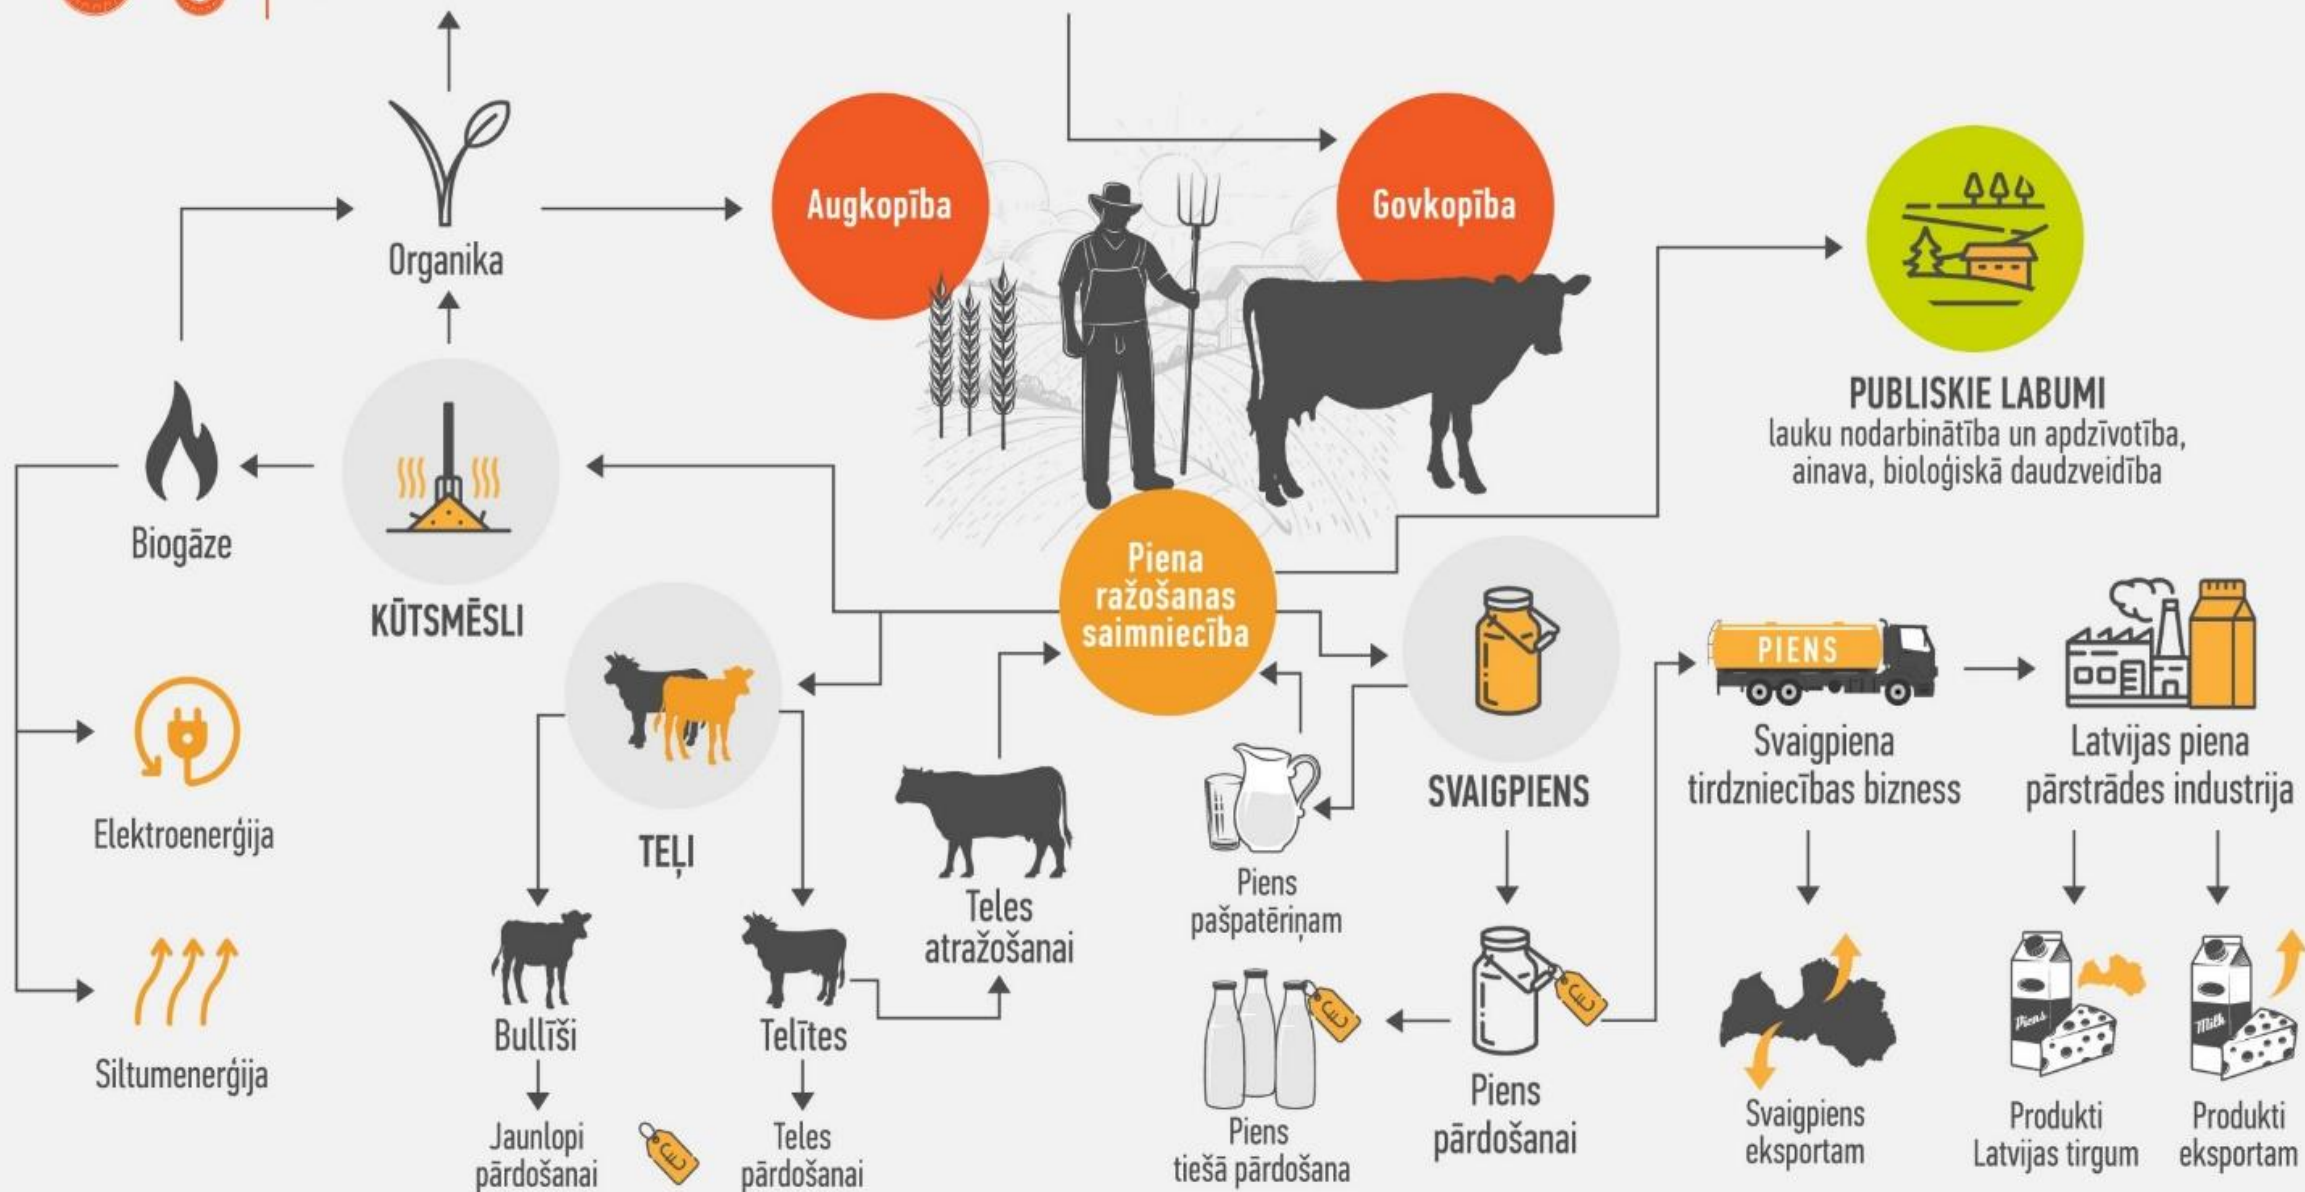 Augkopība
Govkopība
Organika
PUBLISKIE LABUMI
lauku nodarbinātība un apdzīvotība,
ainava, bioloģiskā daudzveidība
Biogāze
KŪTSMĒSLI
Piena
ražošanas
saimniecība
PIENS
Svaigpiena
tirdzniecības bizness
Latvijas piena
pārstrādes industrija
SVAIGPIENS
Elektroenerģija
TEĻI
Piens
pašpatēriņam
Teles
atražošanai
Siltumenerģija
Bullīši
Telītes
Piens
Milk
Jaunlopi
pārdošanai
Teles
pārdošanai
Piens
tiešā pārdošana
Piens
pārdošanai
Svaigpiens
eksportam
Produkti
Latvijas tirgum
Produkti
eksportam